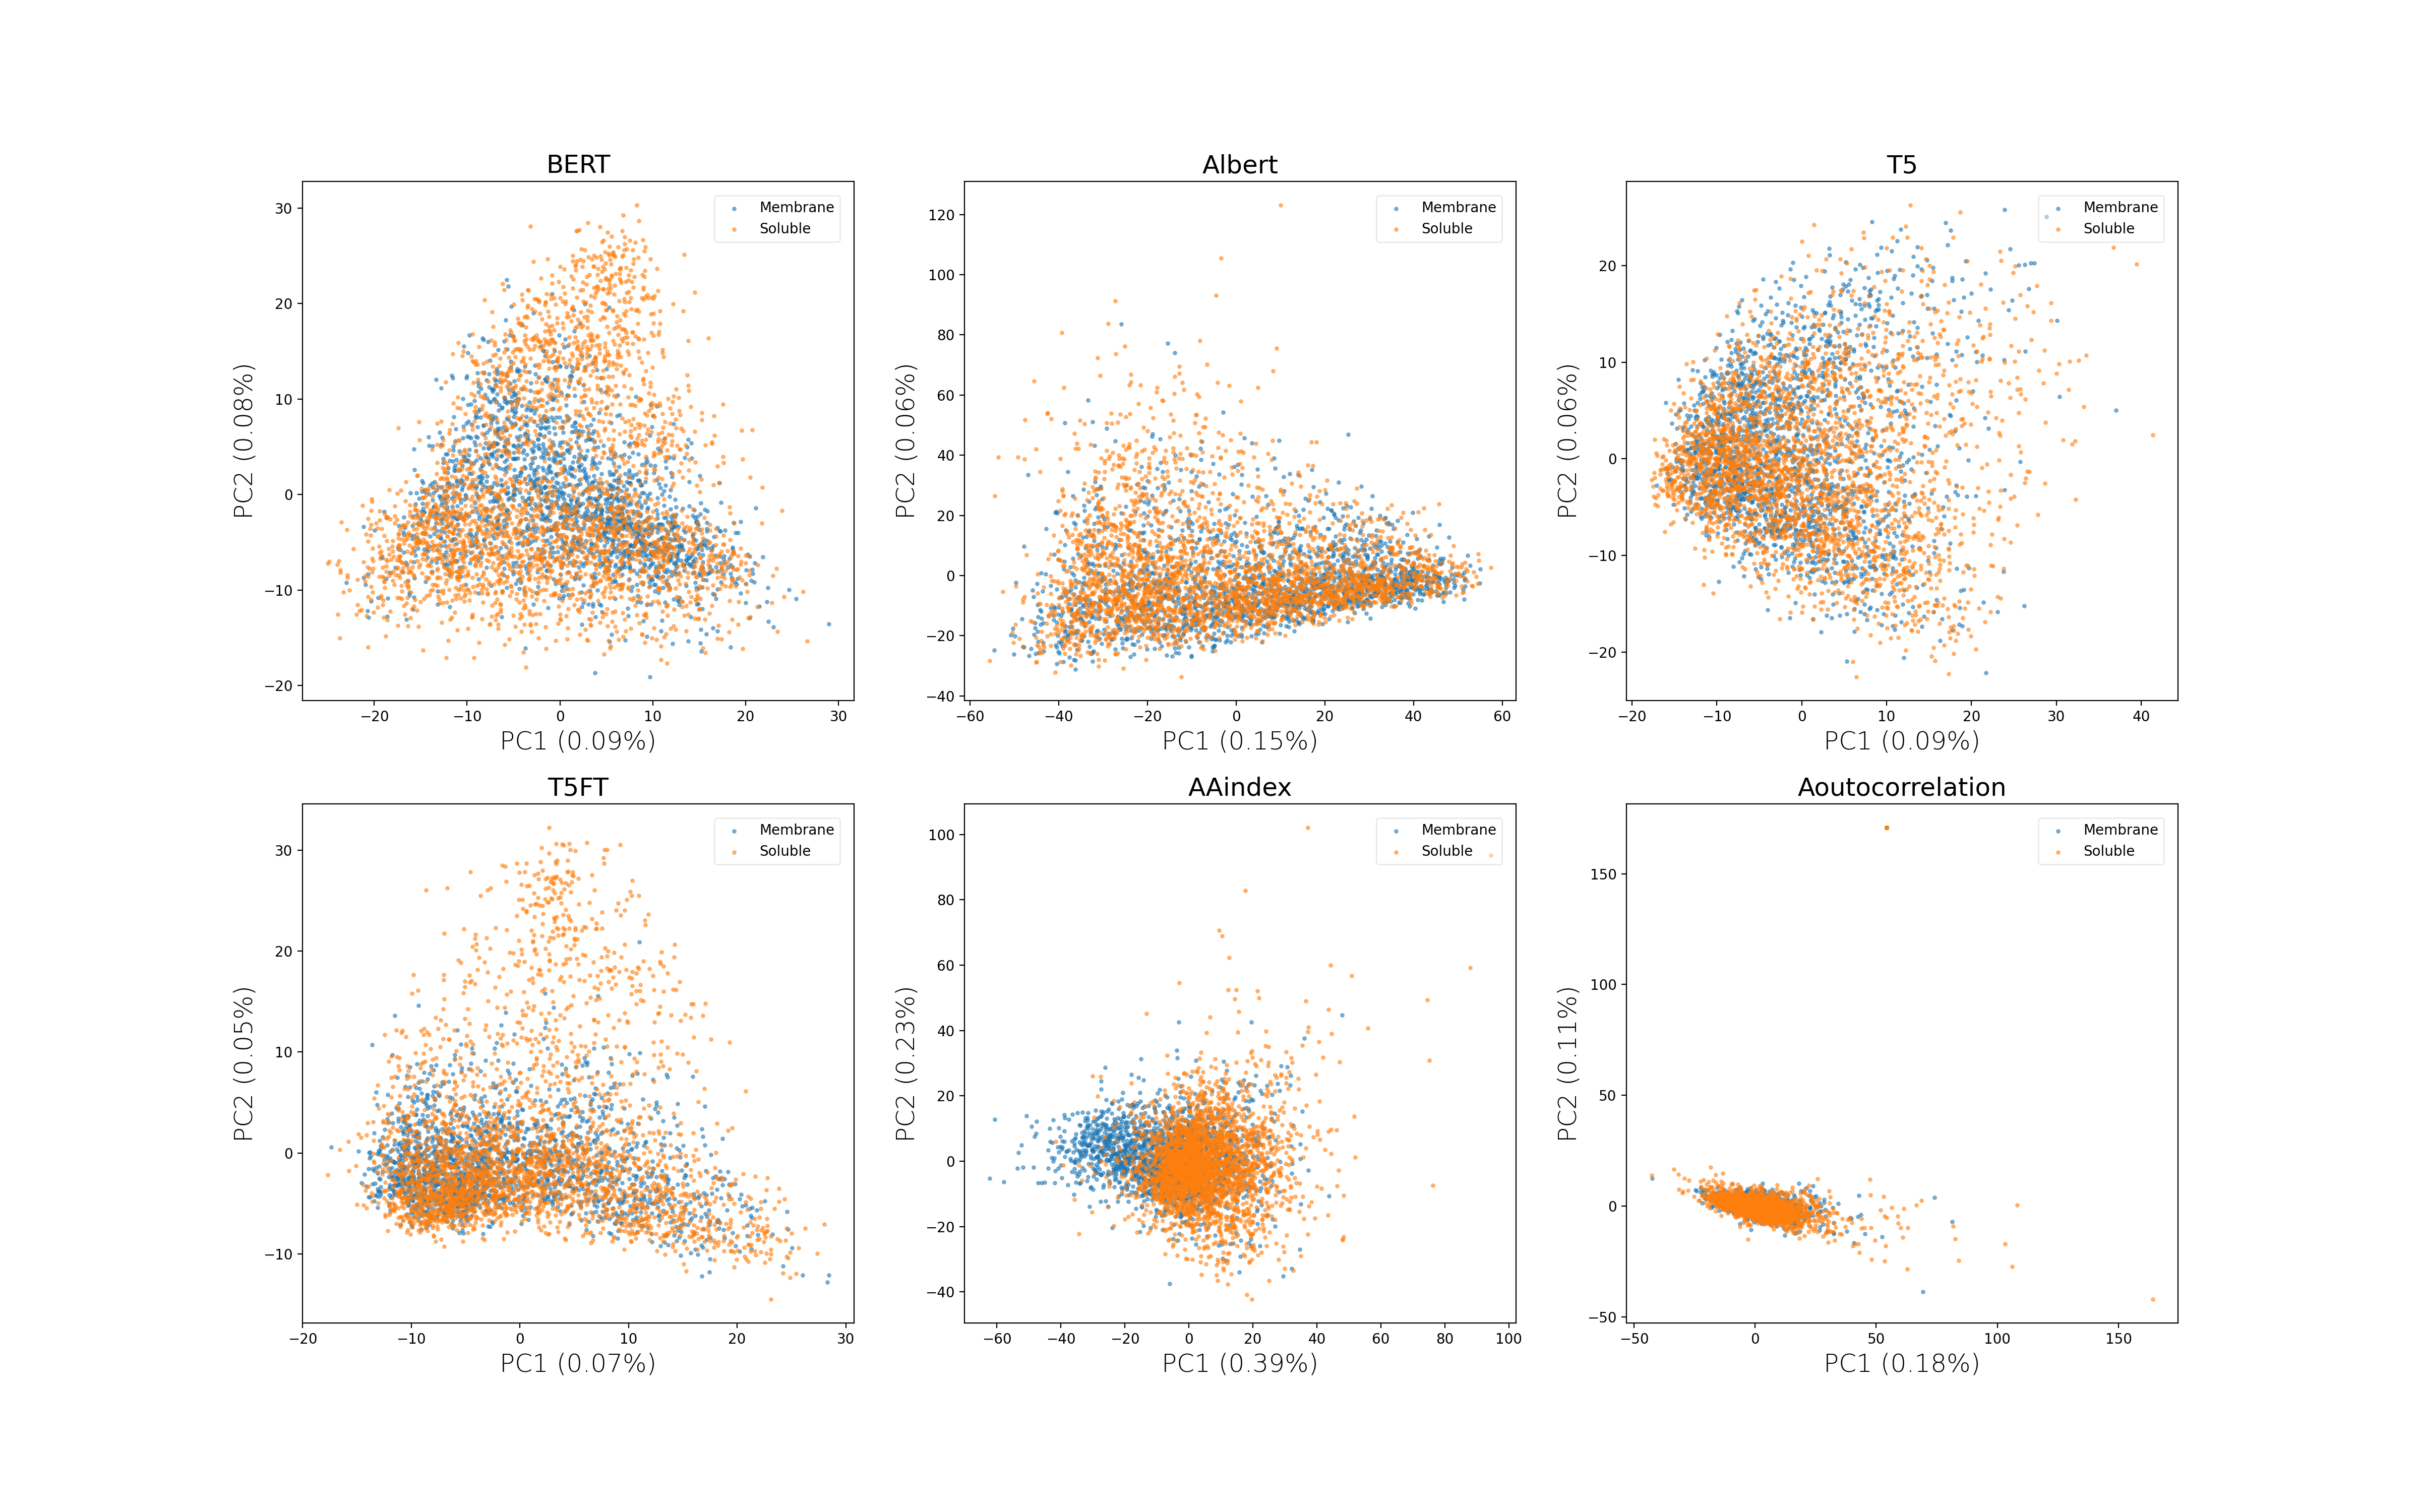 BERT
Membrane
Soluble
30
20
10
0
−10
−20
PC2 (0.08%)
−20 −10 0 10 20 30
PC1 (0.09%)
Albert
Membrane
Soluble
120
100
80
60
40
20
0
−20
−40
PC2 (0.06%)
−60 −40 −20 0 20 40 60
PC1 (0.15%)
T5
Membrane
Soluble
20
10
0
−10
−20
PC2 (0.06%)
−20 −10 0 10 20 30 40
PC1 (0.09%)
T5FT
Membrane
Soluble
30
20
10
0
−10
PC2 (0.05%)
−20 −10 0 10 20 30
PC1 (0.07%)
AAindex
Membrane
Soluble
100
80
60
40
20
0
−20
−40
PC2 (0.23%)
−60 −40 −20 0 20 40 60 80 100
PC1 (0.39%)
Aoutocorrelation
Membrane
Soluble
150
100
50
0
−50
PC2 (0.11%)
−50 0 50 100 150
PC1 (0.18%)